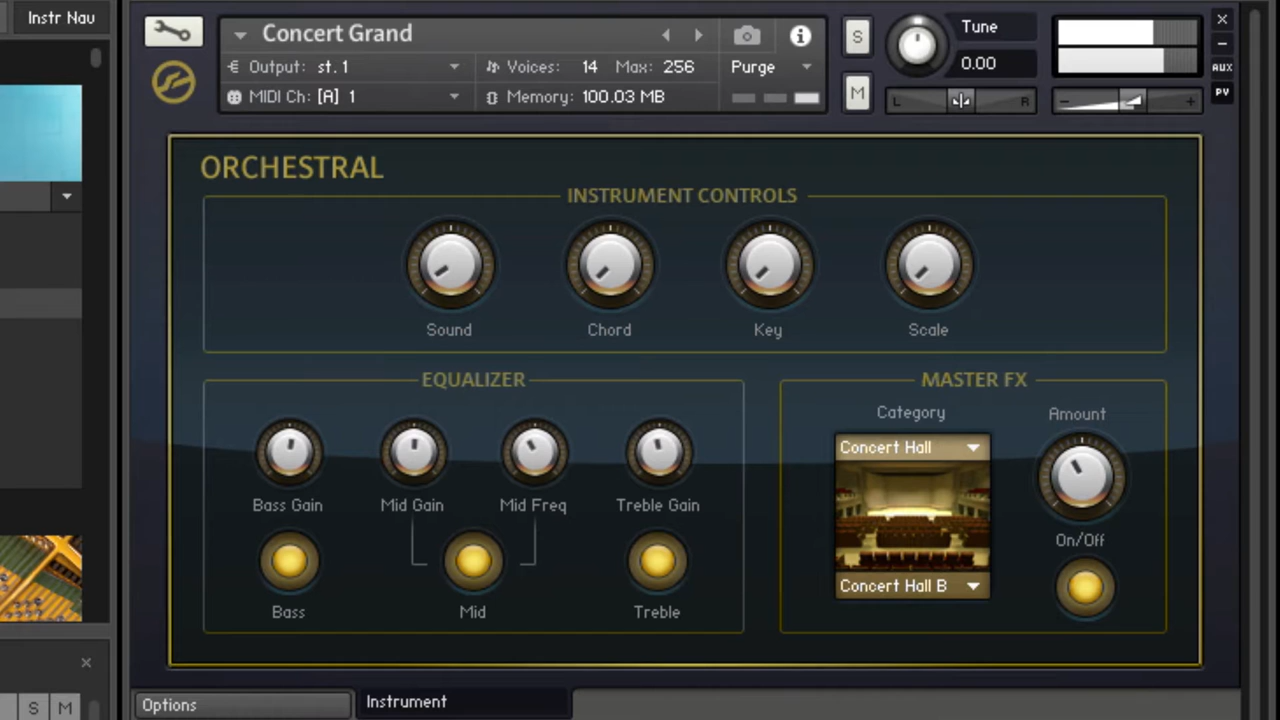 Instr Nav
Concert Grand
Output: st. 1
Voices: 14 Max: 256
Purge
MIDI Ch: [A] 1
Memory: 100.03 MB
S
M
Tune
0.00
L R
- +
×
−
AUX
PV
ORCHESTRAL
INSTRUMENT CONTROLS
Sound Chord Key Scale
EQUALIZER
Bass Gain Mid Gain Mid Freq Treble Gain
Bass Mid Treble
MASTER FX
Category Amount
Concert Hall
On/Off
Concert Hall B
S M
Options Instrument